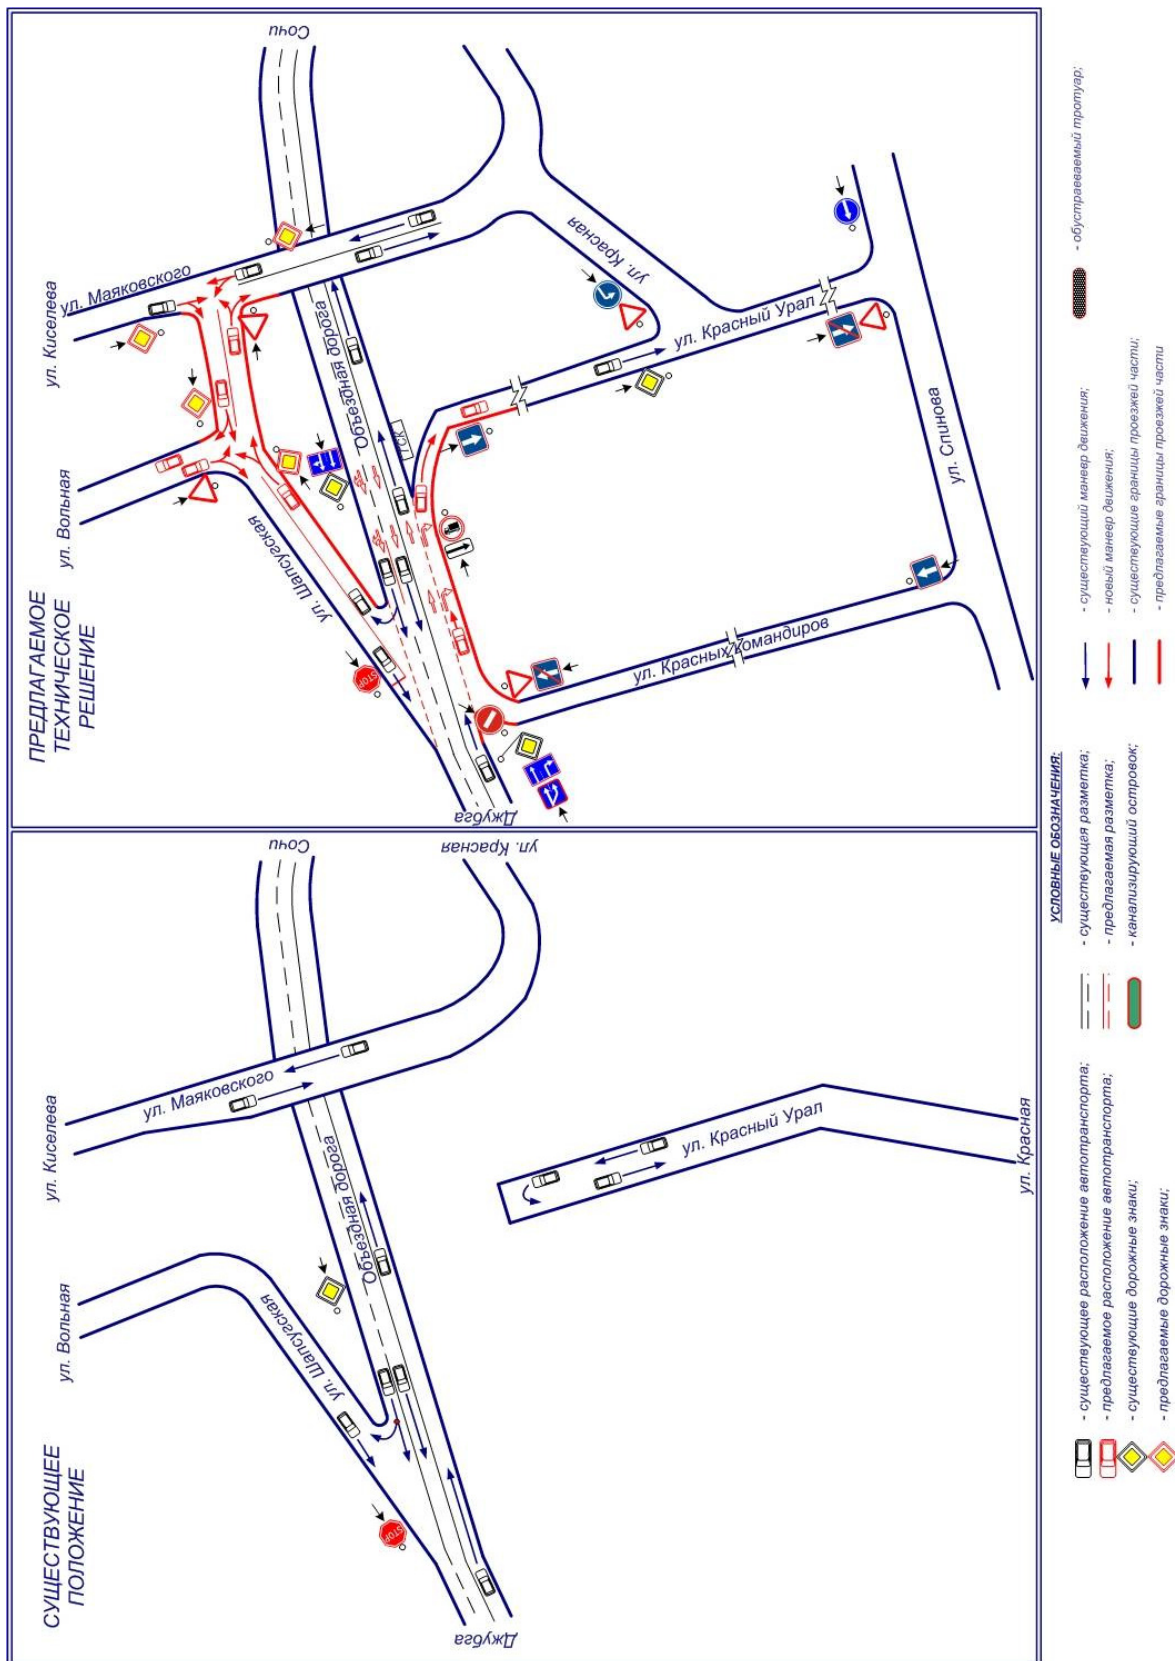 ПРЕДЛАГАЕМОЕ
ТЕХНИЧЕСКОЕ
РЕШЕНИЕ
Сочи
ул. Киселева
ул. Маяковского
ул. Вольная
ул. Шапсугская
Объездная дорога
ГСК
ул. Красная
ул. Красный Урал
ул. Спинова
ул. Красных Командиров
STOP
Джубга
СУЩЕСТВУЮЩЕЕ
ПОЛОЖЕНИЕ
Сочи
ул. Красная
ул. Киселева
ул. Маяковского
ул. Вольная
ул. Шапсугская
Объездная дорога
ул. Красный Урал
ул. Красная
STOP
Джубга
УСЛОВНЫЕ ОБОЗНАЧЕНИЯ:
- существующее расположение автотранспорта;
- предлагаемое расположение автотранспорта;
- существующие дорожные знаки;
- предлагаемые дорожные знаки;
- существующая разметка;
- предлагаемая разметка;
- канализирующий островок;
- существующий маневр движения;
- новый маневр движения;
- существующие границы проезжей части;
- предлагаемые границы проезжей части
- обустраеваемый тротуар;